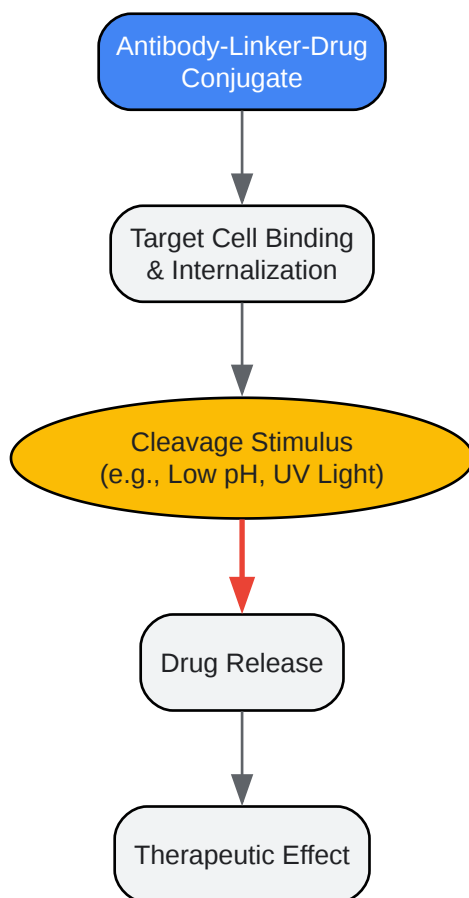 Antibody-Linker-Drug
Conjugate
Target Cell Binding
& Internalization
Cleavage Stimulus
(e.g., Low pH, UV Light)
Drug Release
Therapeutic Effect